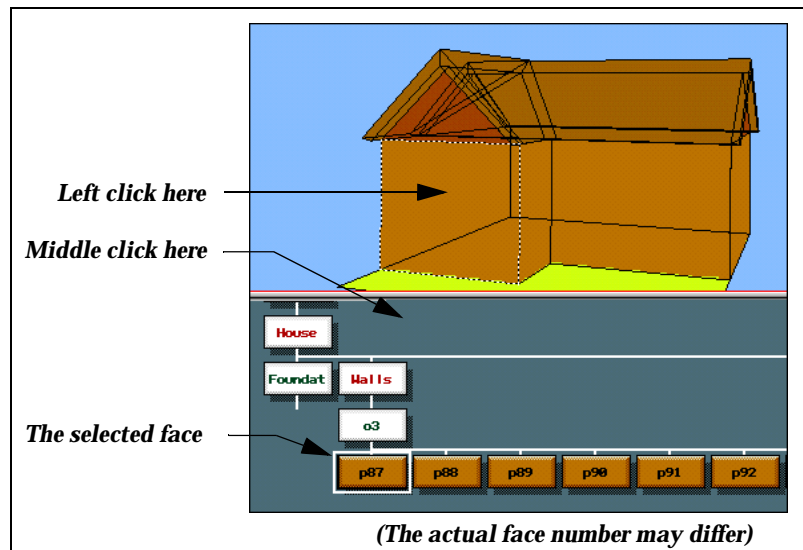 Left click here
Middle click here
House
Foundat Walls
o3
The selected face
p87 p88 p89 p90 p91 p92
(The actual face number may differ)